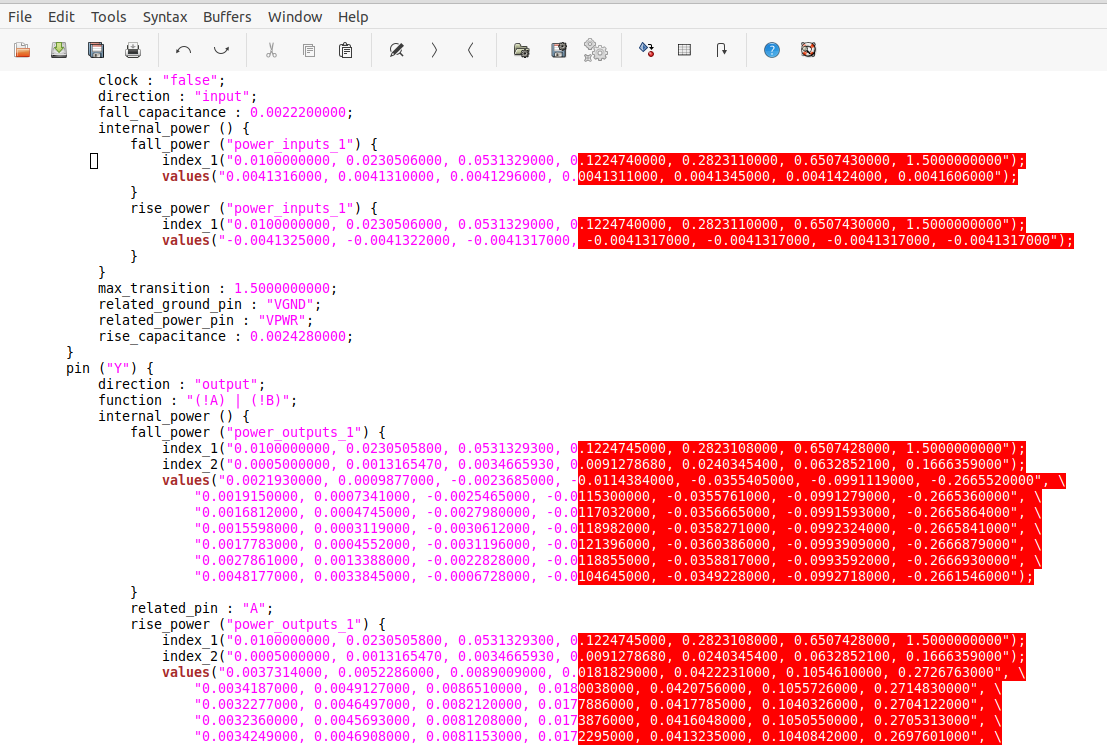 File Edit Tools Syntax Buffers Window Help
clock : "false";
direction : "input";
fall_capacitance : 0.0022200000;
internal_power () {
fall_power ("power_inputs_1") {
index_1("0.0100000000, 0.0230506000, 0.0531329000, 0.1224740000, 0.2823110000, 0.6507430000, 1.5000000000");
values("0.0041316000, 0.0041310000, 0.0041296000, 0.0041311000, 0.0041345000, 0.0041424000, 0.0041606000");
}
rise_power ("power_inputs_1") {
index_1("0.0100000000, 0.0230506000, 0.0531329000, 0.1224740000, 0.2823110000, 0.6507430000, 1.5000000000");
values("-0.0041325000, -0.0041322000, -0.0041317000, -0.0041317000, -0.0041317000, -0.0041317000, -0.0041317000");
}
}
max_transition : 1.5000000000;
related_ground_pin : "VGND";
related_power_pin : "VPWR";
rise_capacitance : 0.0024280000;
}
pin ("Y") {
direction : "output";
function : "(!A) | (!B)";
internal_power () {
fall_power ("power_outputs_1") {
index_1("0.0100000000, 0.0230505800, 0.0531329300, 0.1224745000, 0.2823108000, 0.6507428000, 1.5000000000");
index_2("0.0005000000, 0.0013165470, 0.0034665930, 0.0091278680, 0.0240345400, 0.0632852100, 0.1666359000");
values("0.0021930000, 0.0009877000, -0.0023685000, -0.0114384000, -0.0355405000, -0.0991119000, -0.2665520000", \
"0.0019150000, 0.0007341000, -0.0025465000, -0.0115300000, -0.0355761000, -0.0991279000, -0.2665360000", \
"0.0016812000, 0.0004745000, -0.0027980000, -0.0117032000, -0.0356665000, -0.0991593000, -0.2665864000", \
"0.0015598000, 0.0003119000, -0.0030612000, -0.0118982000, -0.0358271000, -0.0992324000, -0.2665841000", \
"0.0017783000, 0.0004552000, -0.0031196000, -0.0121396000, -0.0360386000, -0.0993909000, -0.2666879000", \
"0.0027861000, 0.0013388000, -0.0022828000, -0.0118855000, -0.0358817000, -0.0993592000, -0.2666930000", \
"0.0048177000, 0.0033845000, -0.0006728000, -0.0104645000, -0.0349228000, -0.0992718000, -0.2661546000");
}
related_pin : "A";
rise_power ("power_outputs_1") {
index_1("0.0100000000, 0.0230505800, 0.0531329300, 0.1224745000, 0.2823108000, 0.6507428000, 1.5000000000");
index_2("0.0005000000, 0.0013165470, 0.0034665930, 0.0091278680, 0.0240345400, 0.0632852100, 0.1666359000");
values("0.0037314000, 0.0052286000, 0.0089009000, 0.0181829000, 0.0422231000, 0.1054610000, 0.2726763000", \
"0.0034187000, 0.0049127000, 0.0086510000, 0.0180038000, 0.0420756000, 0.1055726000, 0.2714830000", \
"0.0032277000, 0.0046497000, 0.0082120000, 0.0177886000, 0.0417785000, 0.1040326000, 0.2704122000", \
"0.0032360000, 0.0045693000, 0.0081208000, 0.0173876000, 0.0416048000, 0.1050550000, 0.2705313000", \
"0.0034249000, 0.0046908000, 0.0081153000, 0.0172295000, 0.0413235000, 0.1040842000, 0.2697601000", \